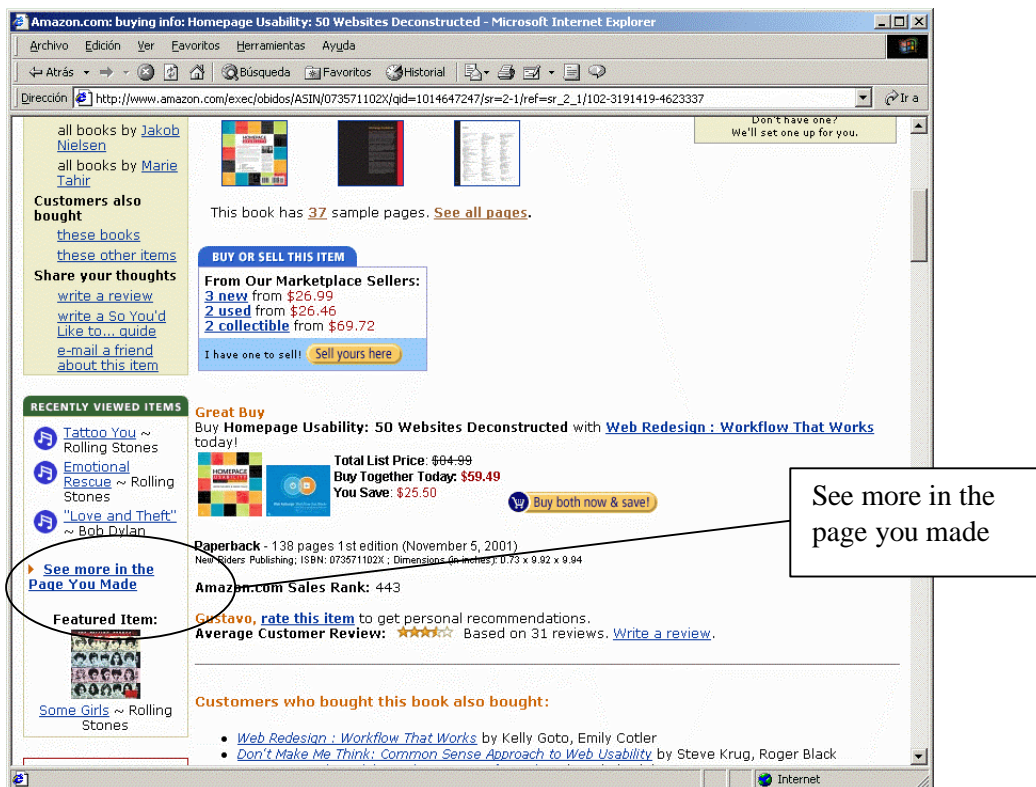 Amazon.com: buying info: Homepage Usability: 50 Websites Deconstructed - Microsoft Internet Explorer
Archivo Edición Ver Favoritos Herramientas Ayuda
Atrás Búsqueda Favoritos Historial
Dirección http://www.amazon.com/exec/obidos/ASIN/073571102X/qid=1014647247/sr=2-1/ref=sr_2_1/102-3191419-4623337 Ir a
all books by Jakob
Nielsen
all books by Marie
Tahir
Customers also
bought
these books
these other items
Share your thoughts
write a review
write a So You'd
Like to... guide
e-mail a friend
about this item
RECENTLY VIEWED ITEMS
Tattoo You ~
Rolling Stones
Emotional
Rescue ~ Rolling
Stones
"Love and Theft"
~ Bob Dylan
See more in the
Page You Made
Featured Item:
Some Girls ~ Rolling
Stones
Don't have one?
We'll set one up for you.
This book has 37 sample pages. See all pages.
BUY OR SELL THIS ITEM
From Our Marketplace Sellers:
3 new from $26.99
2 used from $26.46
2 collectible from $69.72
I have one to sell! Sell yours here
Great Buy
Buy Homepage Usability: 50 Websites Deconstructed with Web Redesign : Workflow That Works
today!
HOMEPAGE
Total List Price: $84.99
Buy Together Today: $59.49
You Save: $25.50
Buy both now & save!
Paperback - 138 pages 1st edition (November 5, 2001)
New Riders Publishing; ISBN: 073571102X ; Dimensions (in inches): 0.73 x 9.92 x 9.94
Amazon.com Sales Rank: 443
Gustavo, rate this item to get personal recommendations.
Average Customer Review: Based on 31 reviews. Write a review.
Customers who bought this book also bought:
Web Redesign : Workflow That Works by Kelly Goto, Emily Cotler
Don't Make Me Think: Common Sense Approach to Web Usability by Steve Krug, Roger Black
Internet
See more in the
page you made